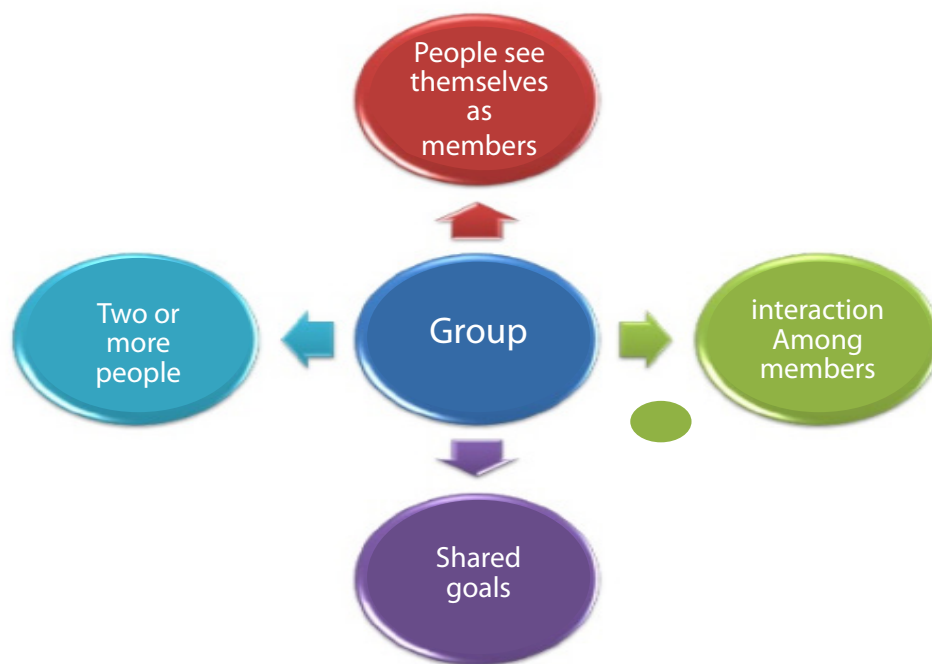 People see
themselves
as
members
Two or
more
people
Group
interaction
Among
members
Shared
goals